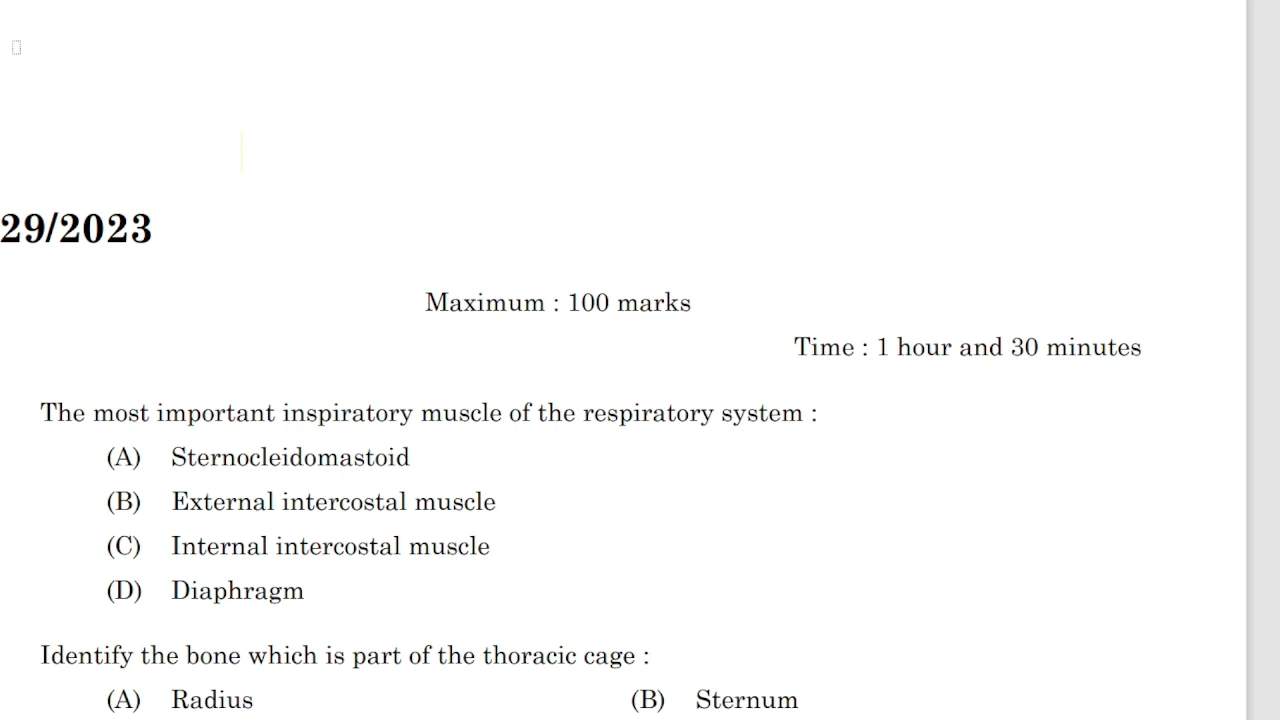 29/2023
Maximum : 100 marks
Time : 1 hour and 30 minutes
The most important inspiratory muscle of the respiratory system :
(A) Sternocleidomastoid
(B) External intercostal muscle
(C) Internal intercostal muscle
(D) Diaphragm
Identify the bone which is part of the thoracic cage :
(A) Radius (B) Sternum